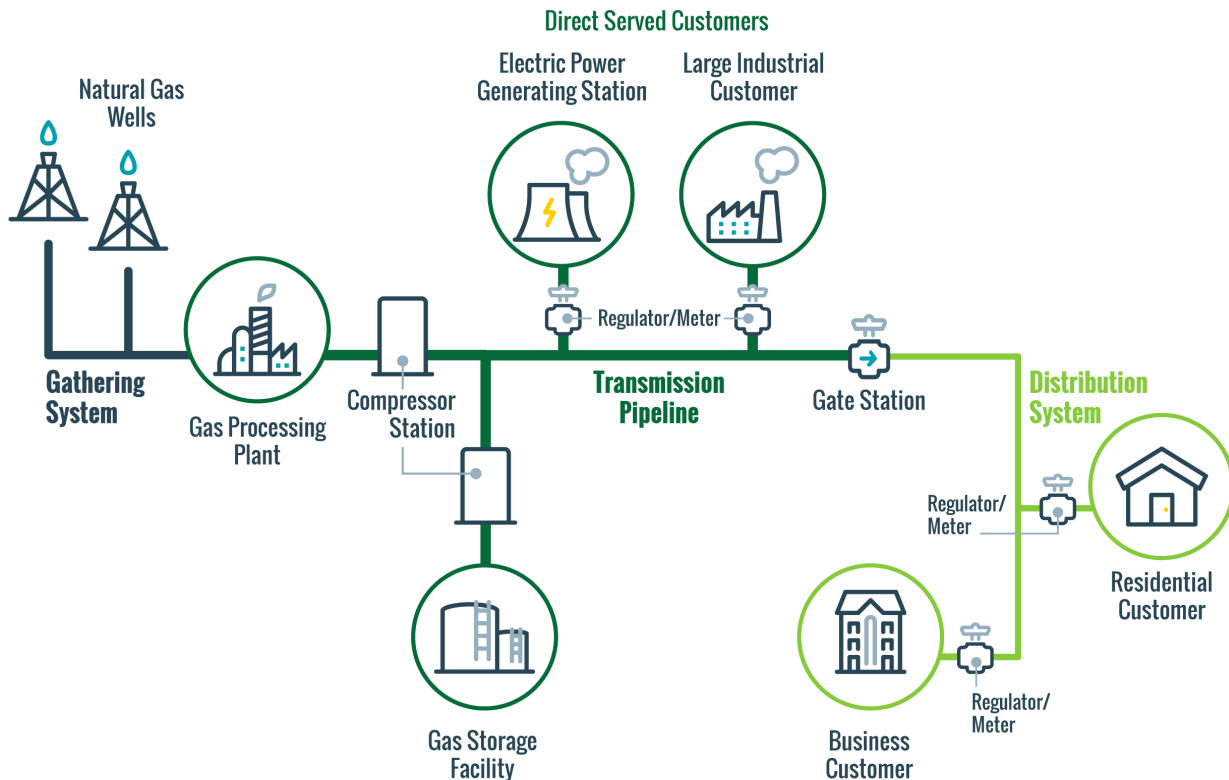 Direct Served Customers
Electric Power
Generating Station
Large Industrial
Customer
Natural Gas
Wells
Regulator/Meter
Gathering
System
Gas Processing
Plant
Compressor
Station
Transmission
Pipeline
Gate Station
Distribution
System
Regulator/
Meter
Residential
Customer
Regulator/
Meter
Gas Storage
Facility
Business
Customer